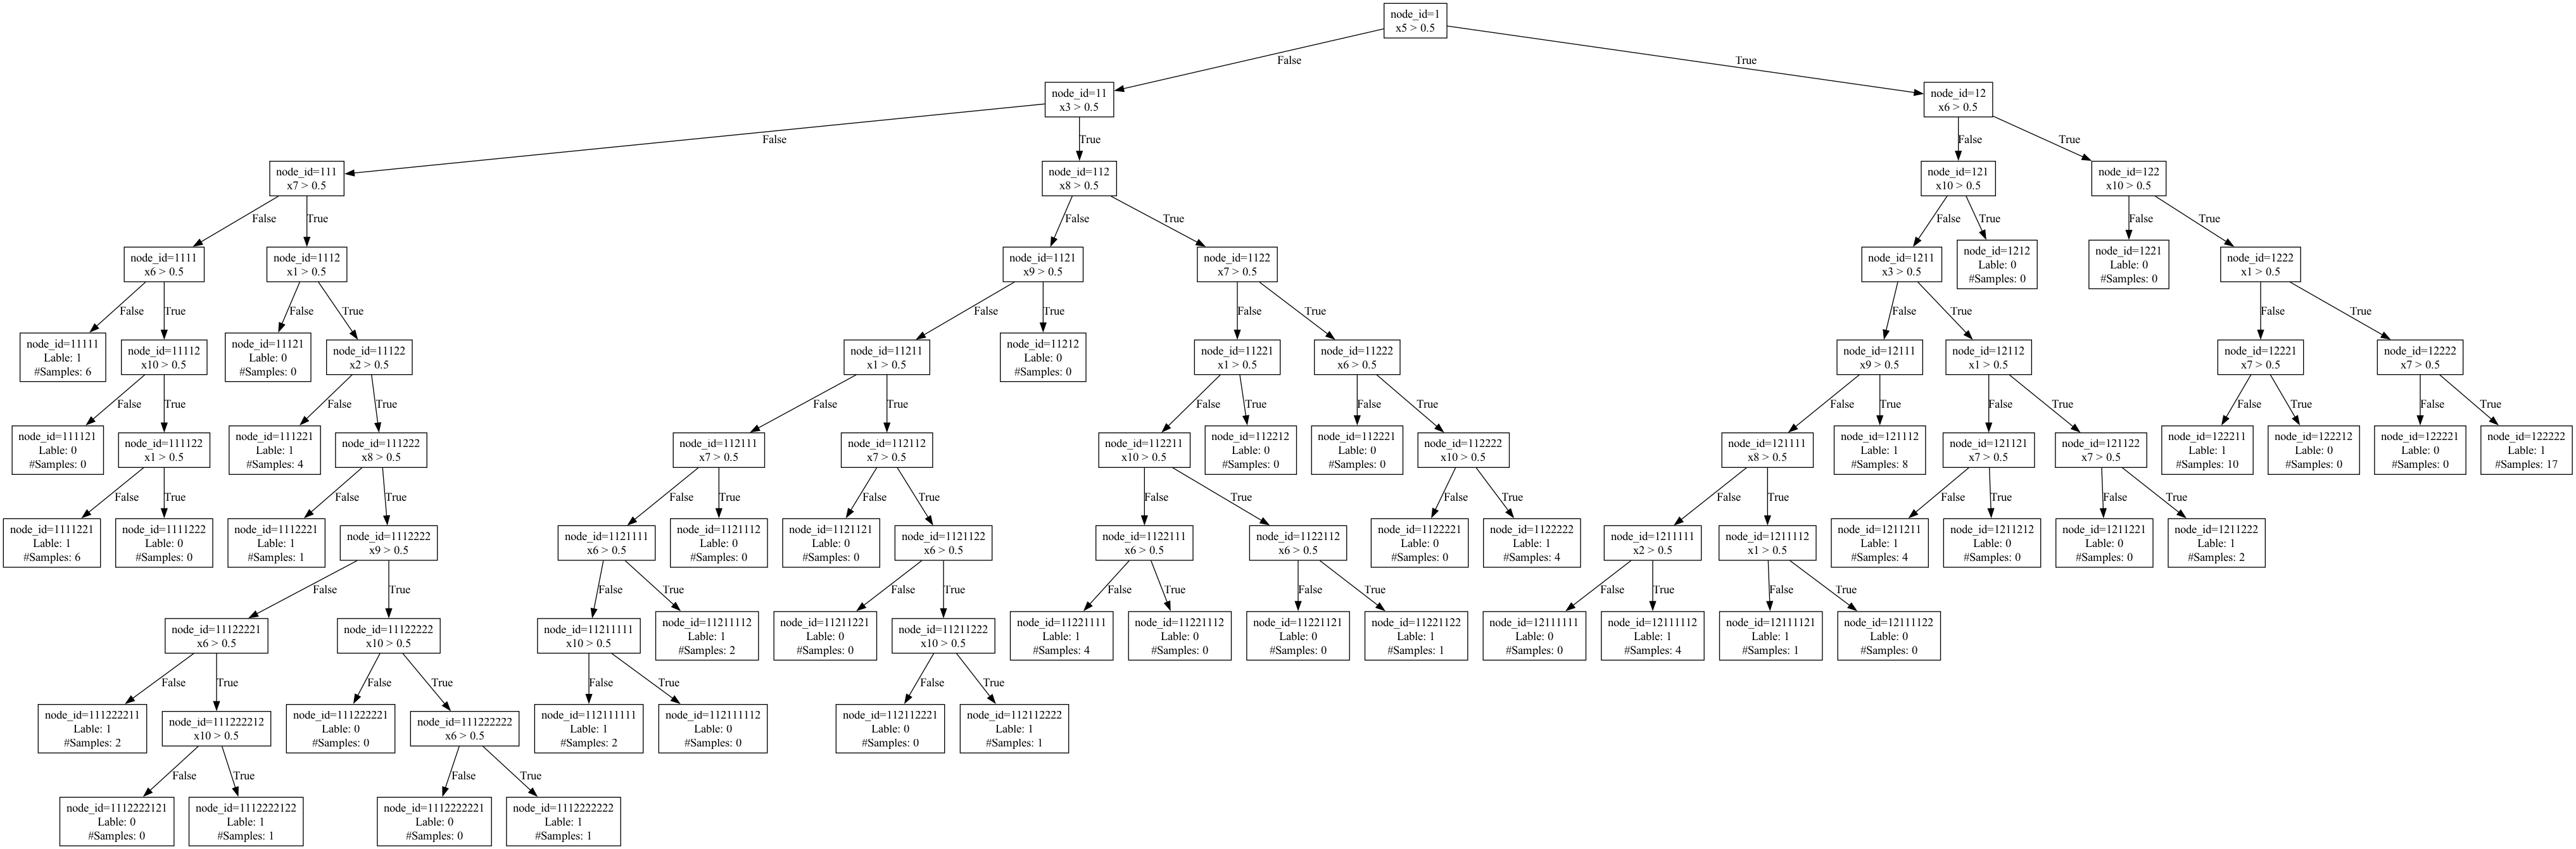 node_id=1
x5 > 0.5
False
True
node_id=11
x3 > 0.5
node_id=12
x6 > 0.5
False
True
False
True
node_id=111
x7 > 0.5
node_id=112
x8 > 0.5
node_id=121
x10 > 0.5
node_id=122
x10 > 0.5
False
True
False
True
False
True
False
True
node_id=1111
x6 > 0.5
node_id=1112
x1 > 0.5
node_id=1121
x9 > 0.5
node_id=1122
x7 > 0.5
node_id=1211
x3 > 0.5
node_id=1212
Lable: 0
#Samples: 0
node_id=1221
Lable: 0
#Samples: 0
node_id=1222
x1 > 0.5
False
True
False
True
False
True
False
True
False
True
False
True
node_id=11111
Lable: 1
#Samples: 6
node_id=11112
x10 > 0.5
node_id=11121
Lable: 0
#Samples: 0
node_id=11122
x2 > 0.5
node_id=11211
x1 > 0.5
node_id=11212
Lable: 0
#Samples: 0
node_id=11221
x1 > 0.5
node_id=11222
x6 > 0.5
node_id=12111
x9 > 0.5
node_id=12112
x1 > 0.5
node_id=12221
x7 > 0.5
node_id=12222
x7 > 0.5
False
True
False
True
False
True
False
True
False
True
False
True
False
True
False
True
False
True
node_id=111121
Lable: 0
#Samples: 0
node_id=111122
x1 > 0.5
node_id=111221
Lable: 1
#Samples: 4
node_id=111222
x8 > 0.5
node_id=112111
x7 > 0.5
node_id=112112
x7 > 0.5
node_id=112211
x10 > 0.5
node_id=112212
Lable: 0
#Samples: 0
node_id=112221
Lable: 0
#Samples: 0
node_id=112222
x10 > 0.5
node_id=121111
x8 > 0.5
node_id=121112
Lable: 1
#Samples: 8
node_id=121121
x7 > 0.5
node_id=121122
x7 > 0.5
node_id=122211
Lable: 1
#Samples: 10
node_id=122212
Lable: 0
#Samples: 0
node_id=122221
Lable: 0
#Samples: 0
node_id=122222
Lable: 1
#Samples: 17
False
True
False
True
False
True
False
True
False
True
False
True
False
True
False
True
False
True
node_id=1111221
Lable: 1
#Samples: 6
node_id=1111222
Lable: 0
#Samples: 0
node_id=1112221
Lable: 1
#Samples: 1
node_id=1112222
x9 > 0.5
node_id=1121111
x6 > 0.5
node_id=1121112
Lable: 0
#Samples: 0
node_id=1121121
Lable: 0
#Samples: 0
node_id=1121122
x6 > 0.5
node_id=1122111
x6 > 0.5
node_id=1122112
x6 > 0.5
node_id=1122221
Lable: 0
#Samples: 0
node_id=1122222
Lable: 1
#Samples: 4
node_id=1211111
x2 > 0.5
node_id=1211112
x1 > 0.5
node_id=1211211
Lable: 1
#Samples: 4
node_id=1211212
Lable: 0
#Samples: 0
node_id=1211221
Lable: 0
#Samples: 0
node_id=1211222
Lable: 1
#Samples: 2
False
True
False
True
False
True
False
True
False
True
False
True
False
True
node_id=11122221
x6 > 0.5
node_id=11122222
x10 > 0.5
node_id=11211111
x10 > 0.5
node_id=11211112
Lable: 1
#Samples: 2
node_id=11211221
Lable: 0
#Samples: 0
node_id=11211222
x10 > 0.5
node_id=11221111
Lable: 1
#Samples: 4
node_id=11221112
Lable: 0
#Samples: 0
node_id=11221121
Lable: 0
#Samples: 0
node_id=11221122
Lable: 1
#Samples: 1
node_id=12111111
Lable: 0
#Samples: 0
node_id=12111112
Lable: 1
#Samples: 4
node_id=12111121
Lable: 1
#Samples: 1
node_id=12111122
Lable: 0
#Samples: 0
False
True
False
True
False
True
False
True
node_id=111222211
Lable: 1
#Samples: 2
node_id=111222212
x10 > 0.5
node_id=111222221
Lable: 0
#Samples: 0
node_id=111222222
x6 > 0.5
node_id=112111111
Lable: 1
#Samples: 2
node_id=112111112
Lable: 0
#Samples: 0
node_id=112112221
Lable: 0
#Samples: 0
node_id=112112222
Lable: 1
#Samples: 1
False
True
False
True
node_id=1112222121
Lable: 0
#Samples: 0
node_id=1112222122
Lable: 1
#Samples: 1
node_id=1112222221
Lable: 0
#Samples: 0
node_id=1112222222
Lable: 1
#Samples: 1